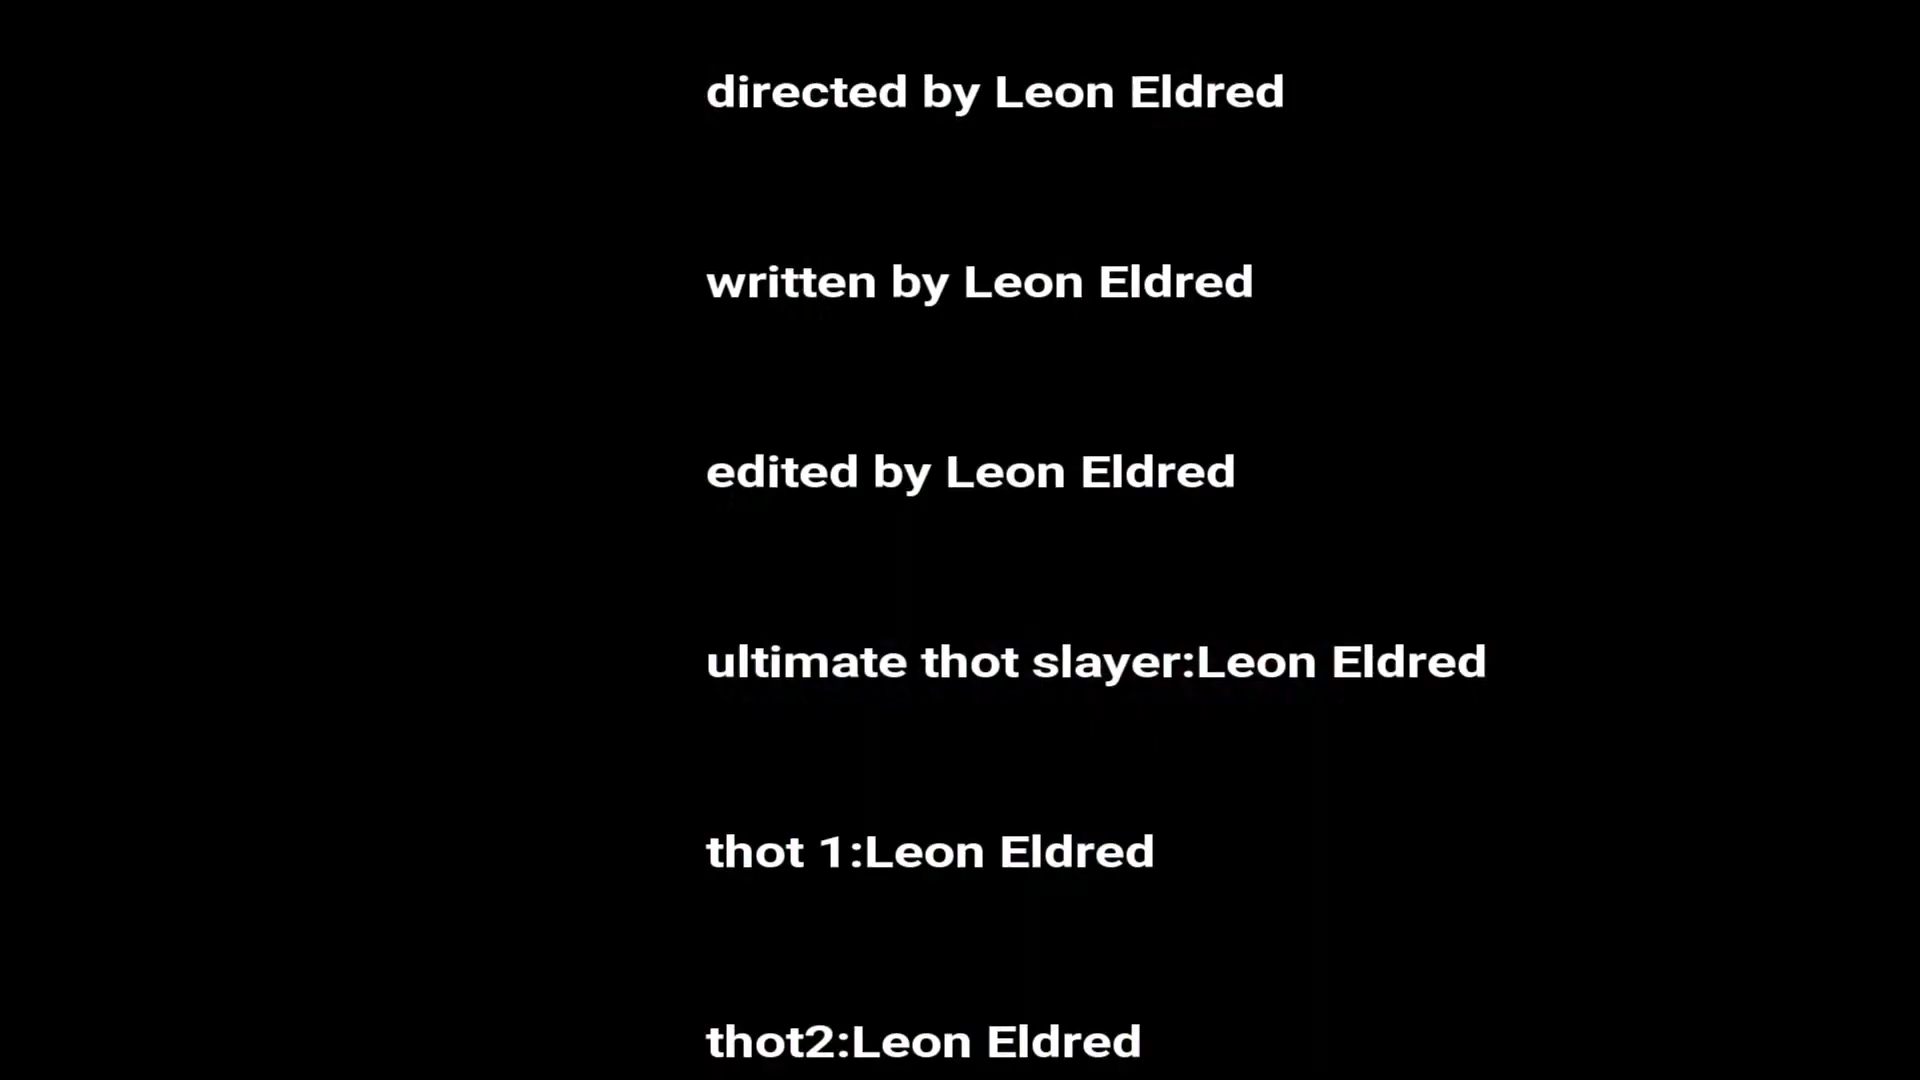 directed by Leon Eldred
written by Leon Eldred
edited by Leon Eldred
ultimate thot slayer:Leon Eldred
thot 1:Leon Eldred
thot2:Leon Eldred